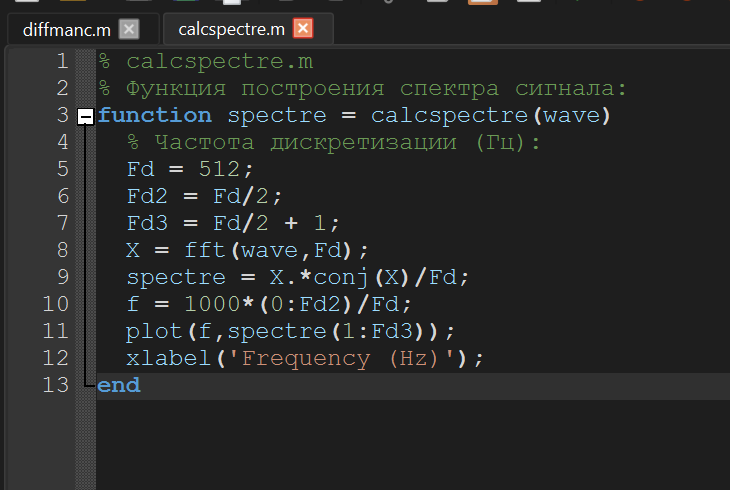 diffmanc.m calcspectre.m
1 % calcspectre.m
2 % Функция построения спектра сигнала:
3 function spectre = calcspectre(wave)
4 % Частота дискретизации (Гц):
5 Fd = 512;
6 Fd2 = Fd/2;
7 Fd3 = Fd/2 + 1;
8 X = fft(wave,Fd);
9 spectre = X.*conj(X)/Fd;
10 f = 1000*(0:Fd2)/Fd;
11 plot(f,spectre(1:Fd3));
12 xlabel('Frequency (Hz)');
13 end